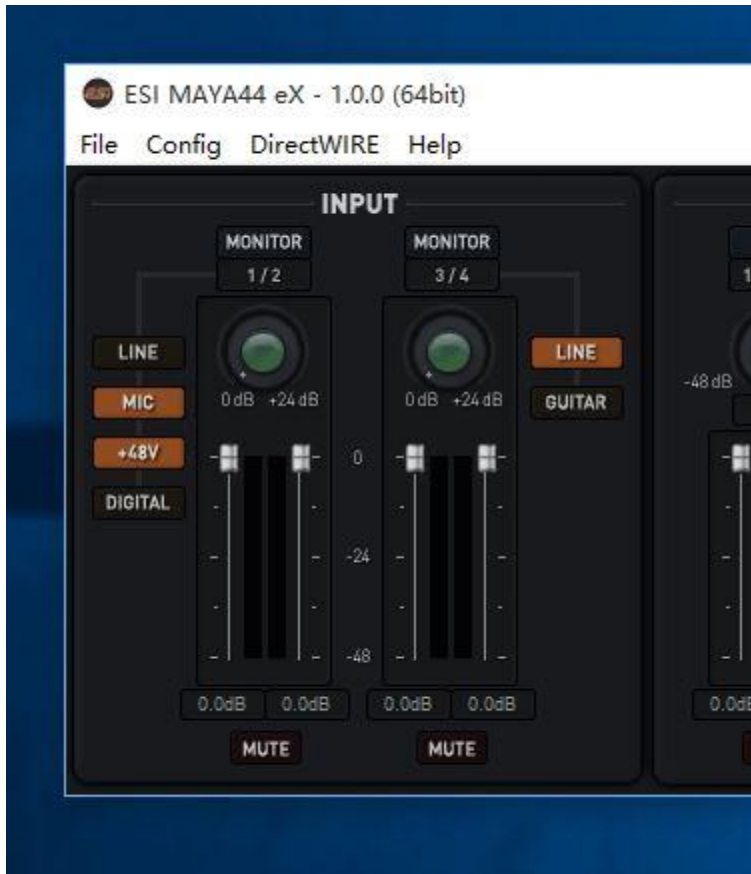 ESI MAYA44 eX - 1.0.0 (64bit)
File Config DirectWIRE Help
INPUT
MONITOR MONITOR
1 / 2 3 / 4
LINE
MIC
+48V
DIGITAL
0 dB +24 dB
0 dB +24 dB
LINE
GUITAR
-48 dB
0
-24
-48
0.0dB 0.0dB 0.0dB 0.0dB
MUTE MUTE